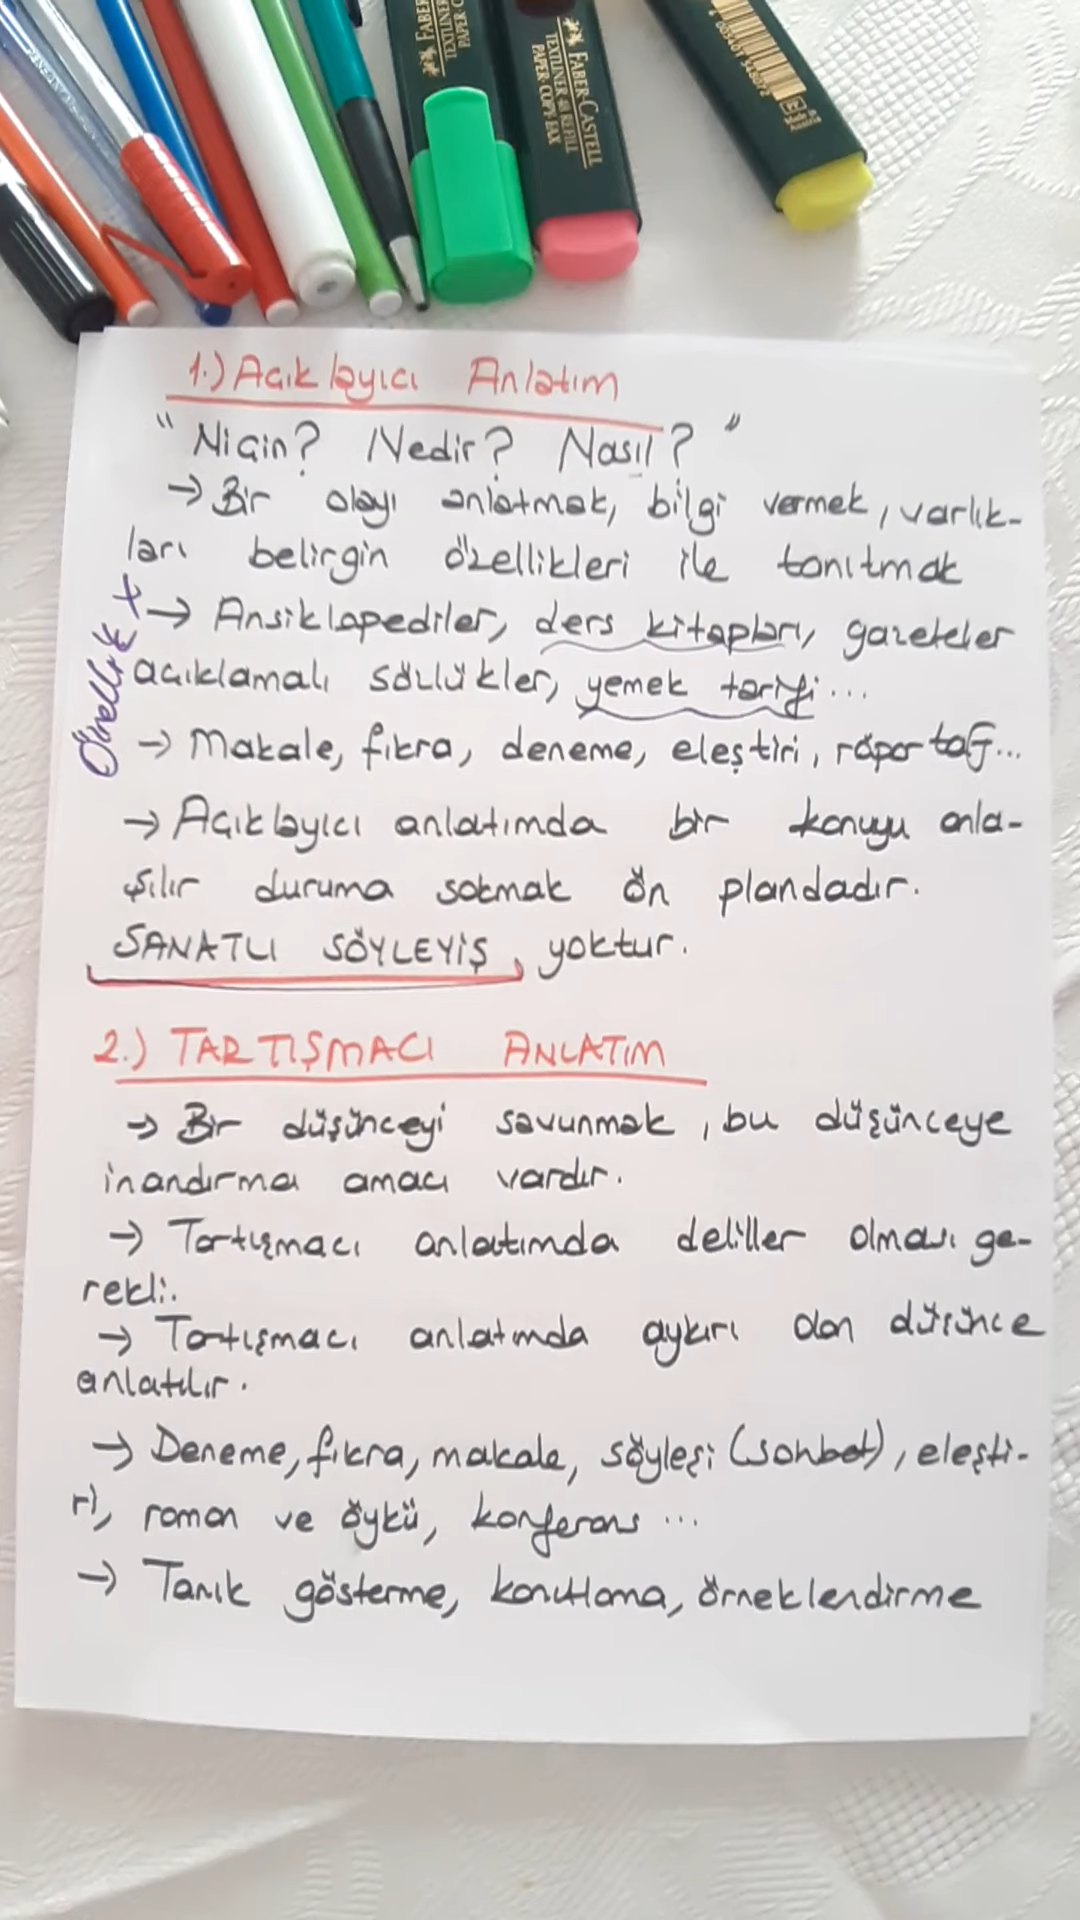 FABER-CASTELL
TEXTLINER 48 REFILL
PAPER·COPY·FAX
1.) Açıklayıcı Anlatım
"Niçin? Nedir? Nasıl?"
→ Bir olayı anlatmak, bilgi vermek, varlık-
ları belirgin özellikleri ile tanıtmak
→ Ansiklopediler, ders kitapları, gazeteler
açıklamalı sözlükler, yemek tarifi...
Özellik +
→ Makale, fıkra, deneme, eleştiri, röportağ...
→ Açıklayıcı anlatımda bir konuyu anla-
şılır duruma sokmak ön plandadır.
SANATLI SÖYLEYİŞ, yoktur.
2.) TARTIŞMACI ANLATIM
→ Bir düşünceyi savunmak, bu düşünceye
inandırma amacı vardır.
→ Tartışmacı anlatımda deliller olması ge-
rekli.
→ Tartışmacı anlatımda aykırı olan düşünce
anlatılır.
→ Deneme, fıkra, makale, söyleşi (sohbet), eleşti-
ri, roman ve öykü, konferans ...
→ Tanık gösterme, kanıtlama, örneklendirme